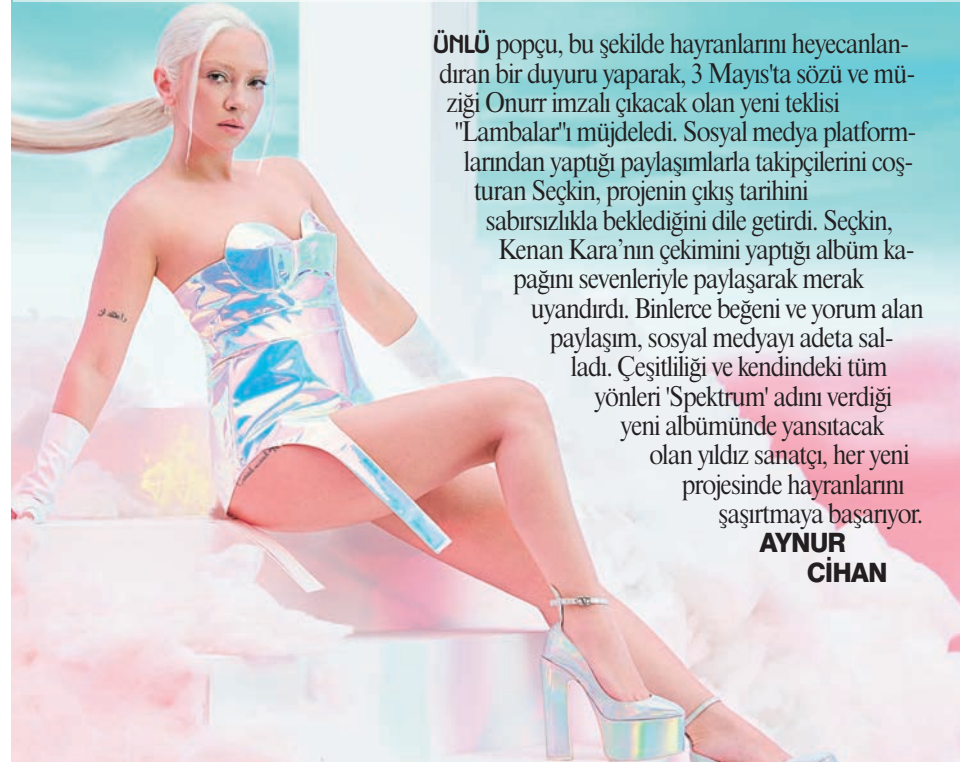 ÜNLÜ popçu, bu şekilde hayranlarını heyecanlan-
dıran bir duyuru yaparak, 3 Mayıs'ta sözü ve mü-
ziği Onurr imzalı çıkacak olan yeni teklisi
"Lambalar"ı müjdeledi. Sosyal medya platform-
larından yaptığı paylaşımlarla takipçilerini coş-
turan Seçkin, projenin çıkış tarihini
sabırsızlıkla beklediğini dile getirdi. Seçkin,
Kenan Kara’nın çekimini yaptığı albüm ka-
pağını sevenleriyle paylaşarak merak
uyandırdı. Binlerce beğeni ve yorum alan
paylaşım, sosyal medyayı adeta sal-
ladı. Çeşitliliği ve kendindeki tüm
yönleri 'Spektrum' adını verdiği
yeni albümünde yansıtacak
olan yıldız sanatçı, her yeni
projesinde hayranlarını
şaşırtmaya başarıyor.
AYNUR
CİHAN